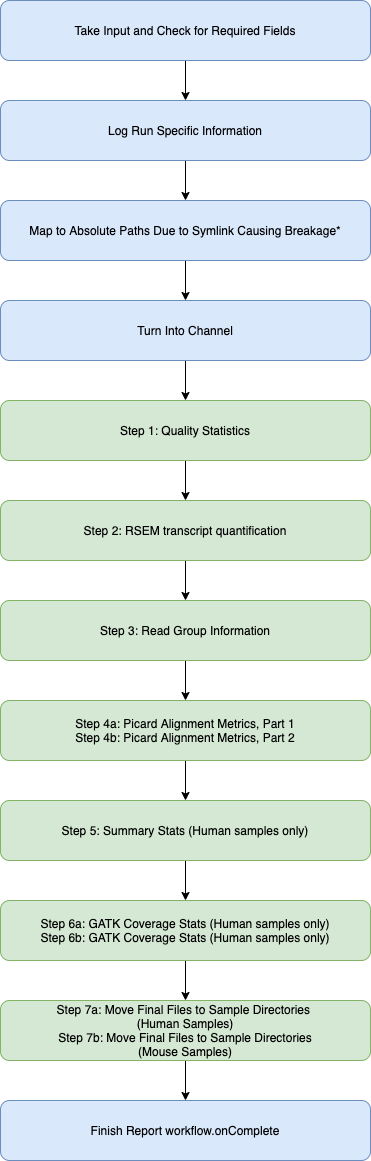 Take Input and Check for Required Fields
Log Run Specific Information
Map to Absolute Paths Due to Symlink Causing Breakage*
Turn Into Channel
Step 1: Quality Statistics
Step 2: RSEM transcript quantification
Step 3: Read Group Information
Step 4a: Picard Alignment Metrics, Part 1
Step 4b: Picard Alignment Metrics, Part 2
Step 5: Summary Stats (Human samples only)
Step 6a: GATK Coverage Stats (Human samples only)
Step 6b: GATK Coverage Stats (Human samples only)
Step 7a: Move Final Files to Sample Directories
(Human Samples)
Step 7b: Move Final Files to Sample Directories
(Mouse Samples)
Finish Report workflow.onComplete